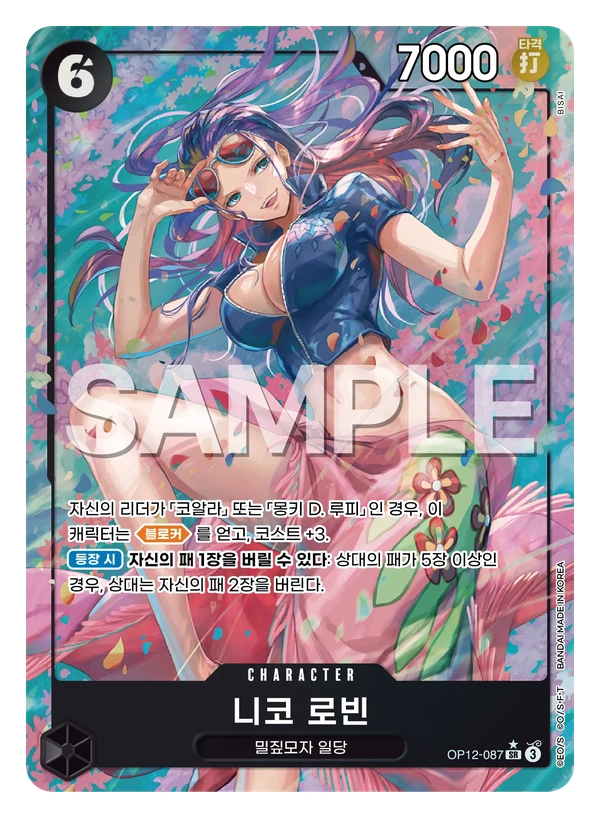 6
7000
타격
打
BISAI
SAMPLE
자신의 리더가 「코알라」 또는 「몽키 D. 루피」인 경우, 이
캐릭터는 블로커 를 얻고, 코스트 +3.
등장 시 자신의 패 1장을 버릴 수 있다: 상대의 패가 5장 이상인
경우, 상대는 자신의 패 2장을 버린다.
CHARACTER
니코 로빈
밀짚모자 일당
OP12-087 SR 3
©EO/S ©O/S·F·T BANDAI MADE IN KOREA